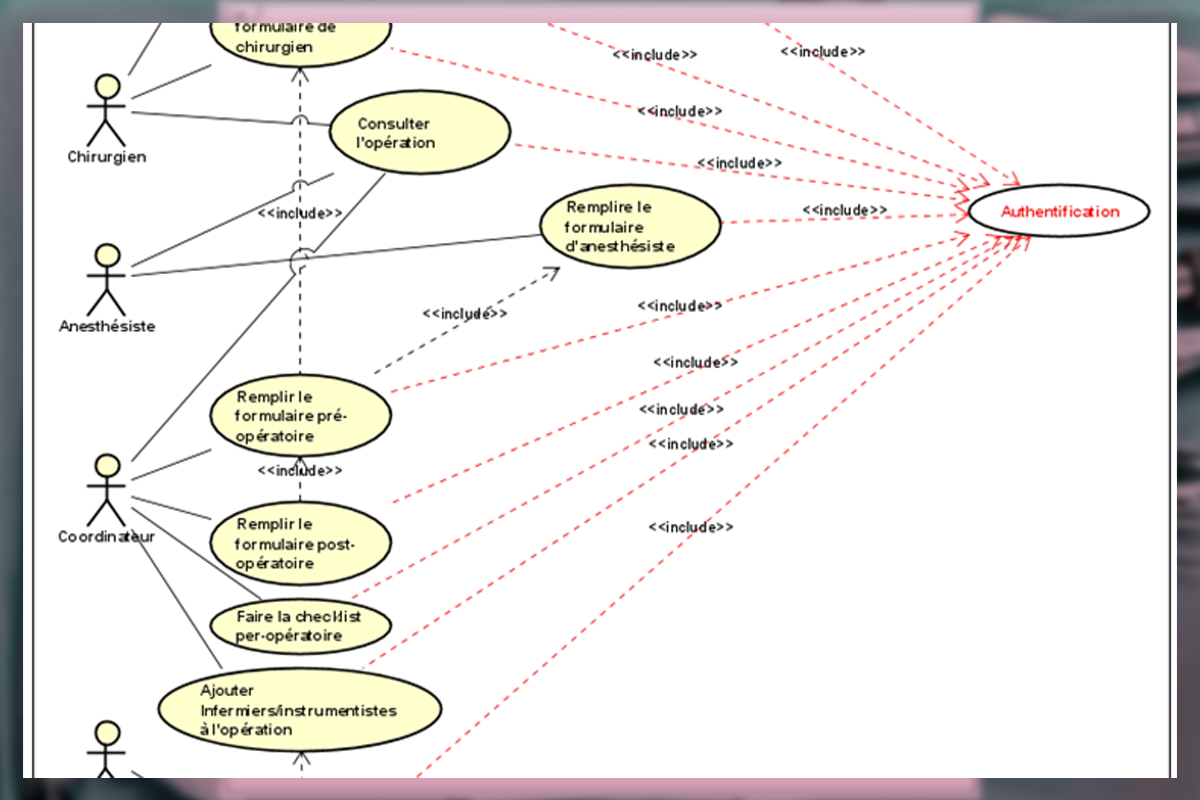 formulaire de
chirurgien
<<include>>
<<include>>
<<include>>
Consulter
l'opération
Chirurgien
<<include>>
Remplire le
formulaire
d'anesthésiste
<<include>>
Authentification
<<include>>
Anesthésiste
<<include>>
<<include>>
<<include>>
Remplir le
formulaire pré-
opératoire
<<include>>
<<include>>
<<include>>
Coordinateur
Remplir le
formulaire post-
opératoire
<<include>>
Faire la checklist
per-opératoire
Ajouter
Infermiers/instrumentistes
à l'opération